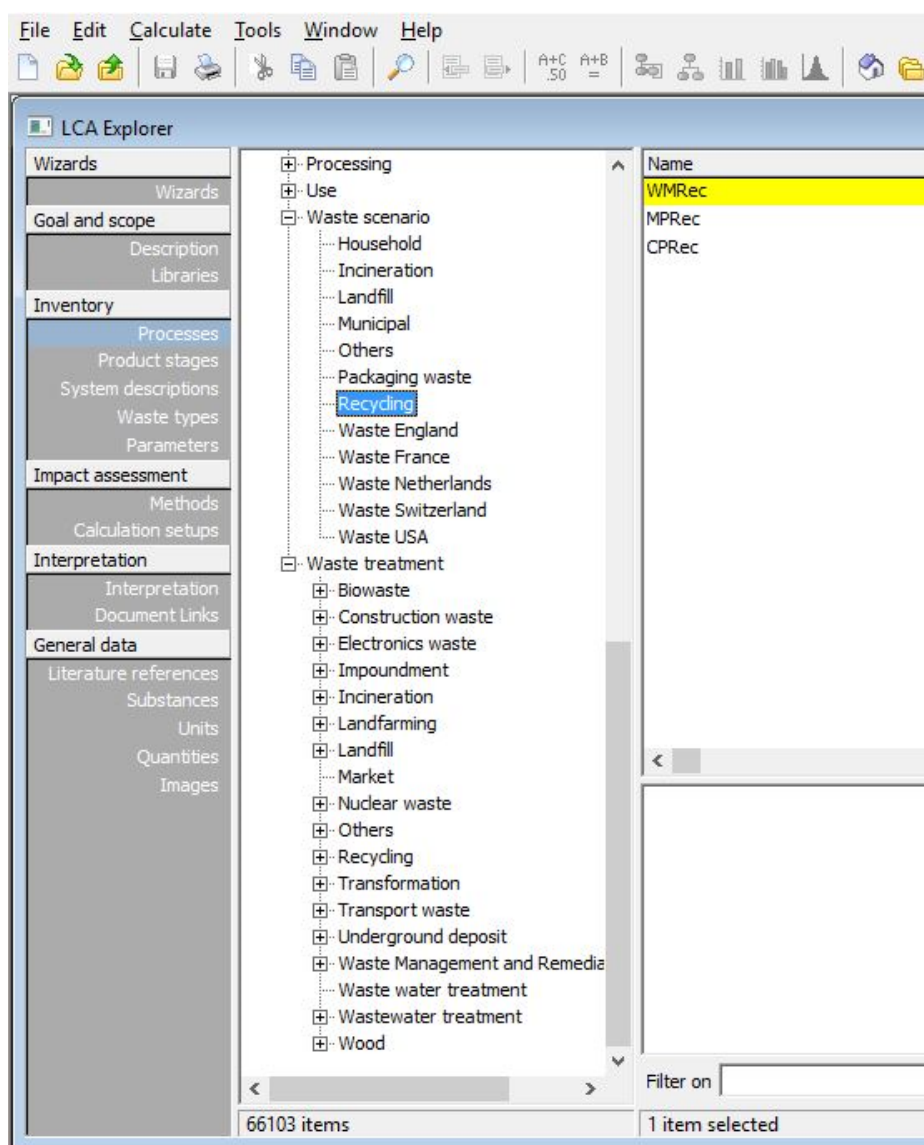 File Edit Calculate Tools Window Help
A+C .50 A+B =
LCA Explorer
Wizards
Wizards
Goal and scope
Description
Libraries
Inventory
Processes
Product stages
System descriptions
Waste types
Parameters
Impact assessment
Methods
Calculation setups
Interpretation
Interpretation
Document Links
General data
Literature references
Substances
Units
Quantities
Images
Processing
Use
Waste scenario
Household
Incineration
Landfill
Municipal
Others
Packaging waste
Recycling
Waste England
Waste France
Waste Netherlands
Waste Switzerland
Waste USA
Waste treatment
Biowaste
Construction waste
Electronics waste
Impoundment
Incineration
Landfarming
Landfill
Market
Nuclear waste
Others
Recycling
Transformation
Transport waste
Underground deposit
Waste Management and Remedia
Waste water treatment
Wastewater treatment
Wood
66103 items
Name
WMRec
MPRec
CPRec
Filter on
1 item selected